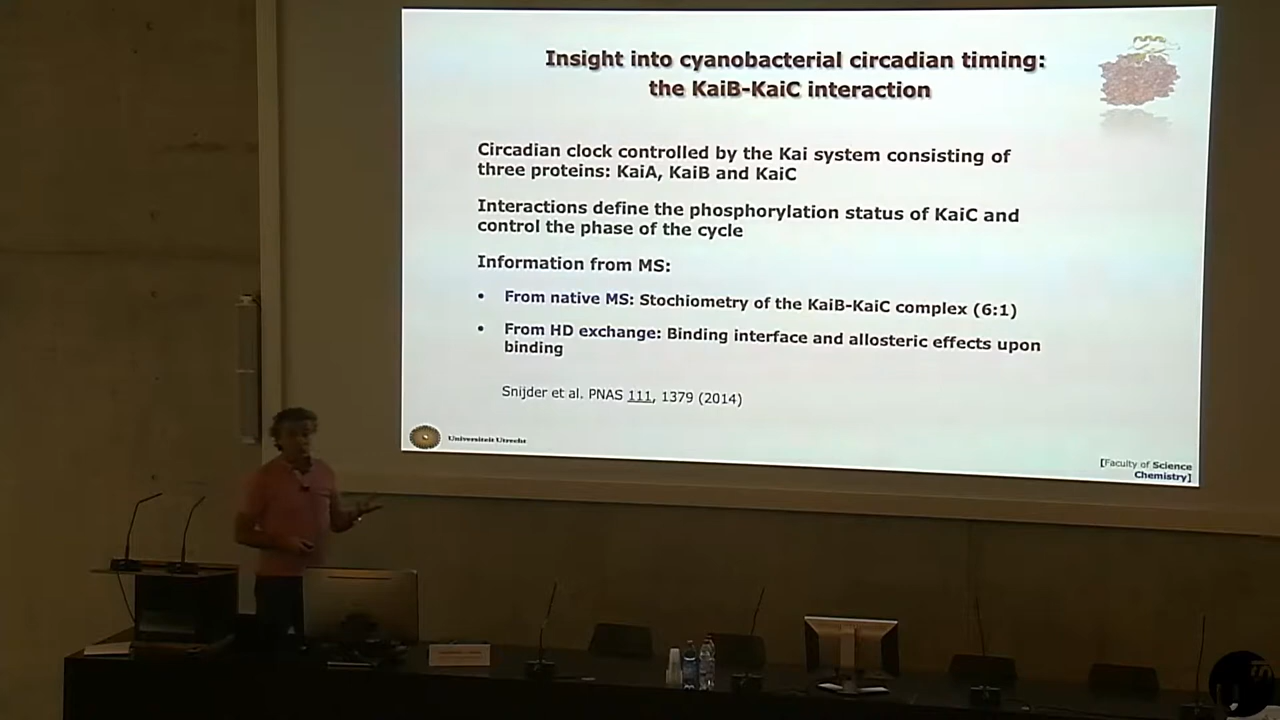 Insight into cyanobacterial circadian timing:
the KaiB-KaiC interaction
Circadian clock controlled by the Kai system consisting of
three proteins: KaiA, KaiB and KaiC
Interactions define the phosphorylation status of KaiC and
control the phase of the cycle
Information from MS:
• From native MS: Stochiometry of the KaiB-KaiC complex (6:1)
• From HD exchange: Binding interface and allosteric effects upon
binding
Snijder et al. PNAS 111, 1379 (2014)
Universiteit Utrecht
[Faculty of Science
Chemistry]